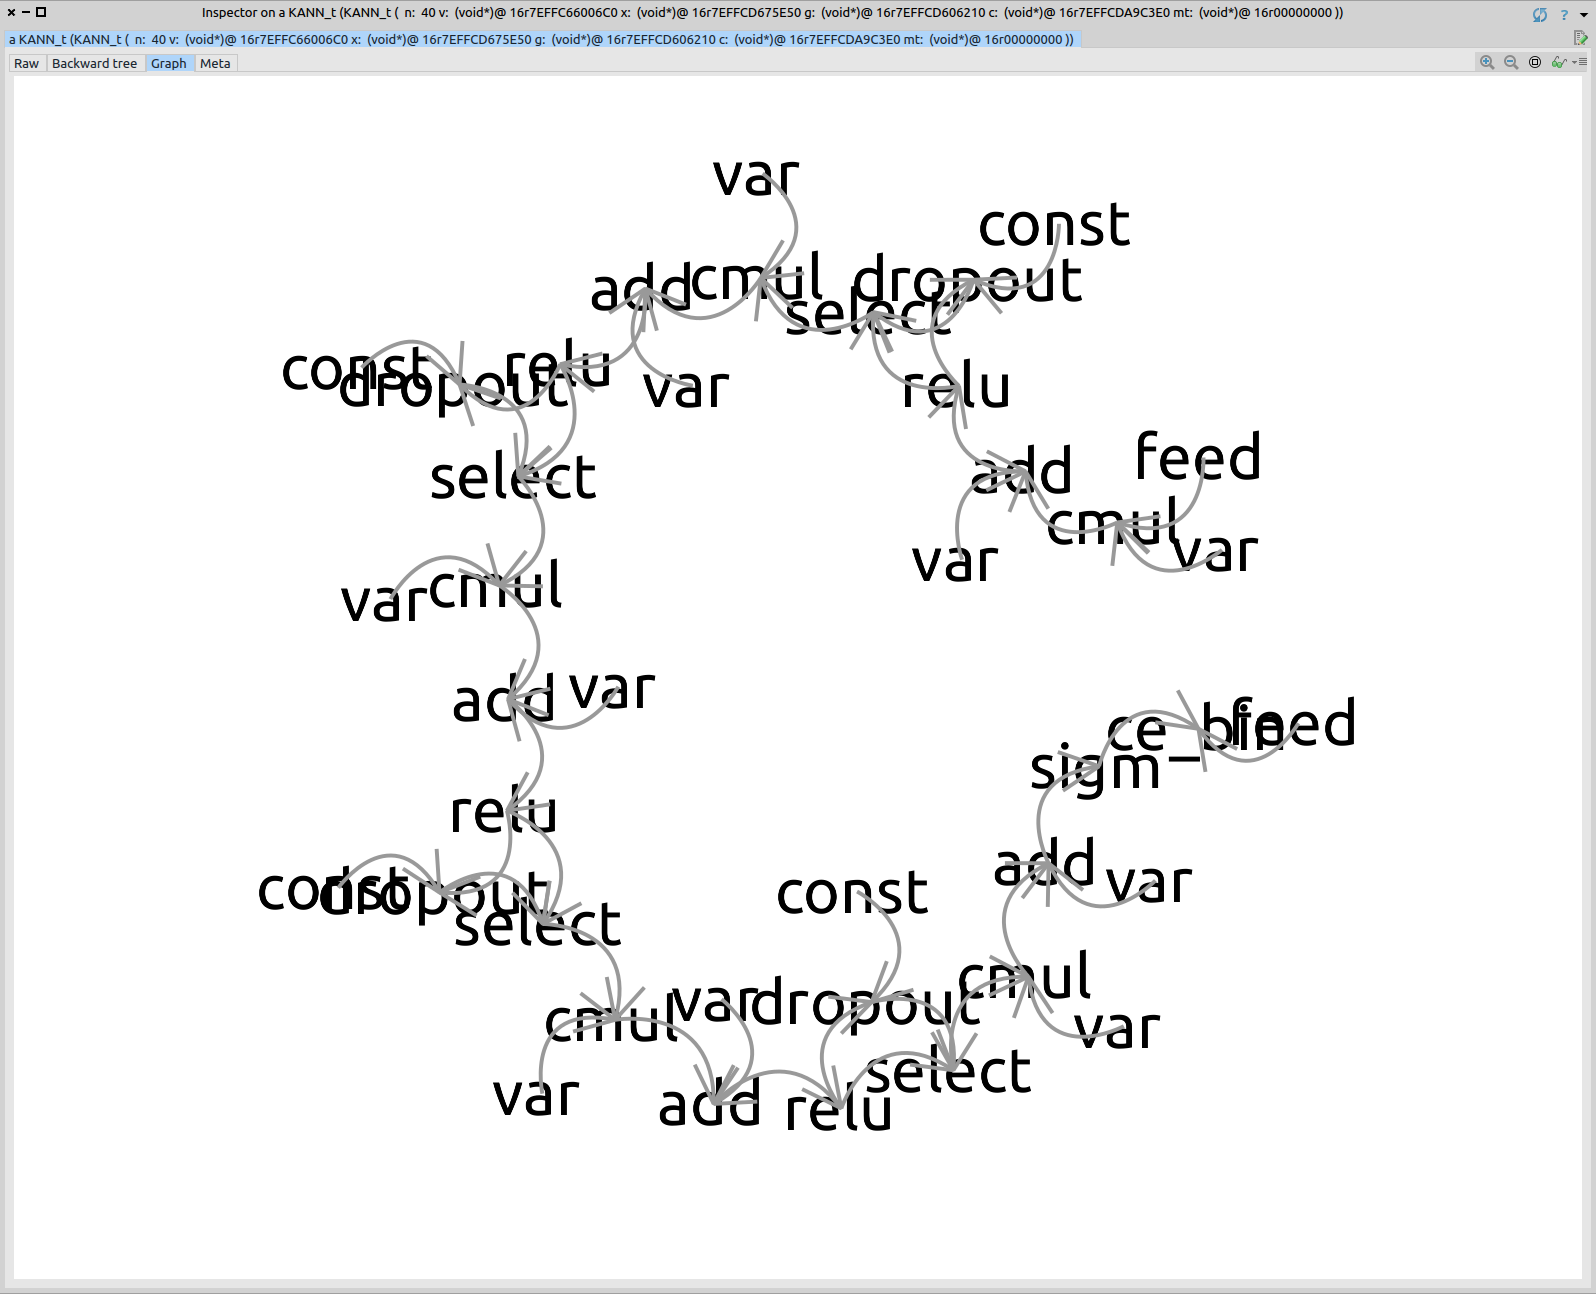 Inspector on a KANN_t (KANN_t ( n: 40 v: (void*)@ 16r7EFFC66006C0 x: (void*)@ 16r7EFFCD675E50 g: (void*)@ 16r7EFFCD606210 c: (void*)@ 16r7EFFCDA9C3E0 mt: (void*)@ 16r00000000 ))
a KANN_t (KANN_t ( n: 40 v: (void*)@ 16r7EFFC66006C0 x: (void*)@ 16r7EFFCD675E50 g: (void*)@ 16r7EFFCD606210 c: (void*)@ 16r7EFFCDA9C3E0 mt: (void*)@ 16r00000000 ))
Raw Backward tree Graph Meta
var
const
add cmul dropout
select
const dropout relu
var
relu
select
add
feed
cmul
var
var
var
cmul
add
var
ce_bin
feed
sigm
relu
add
var
const
dropout
select
const
cmul
var
dropout
cmul
var
var
add
relu
select